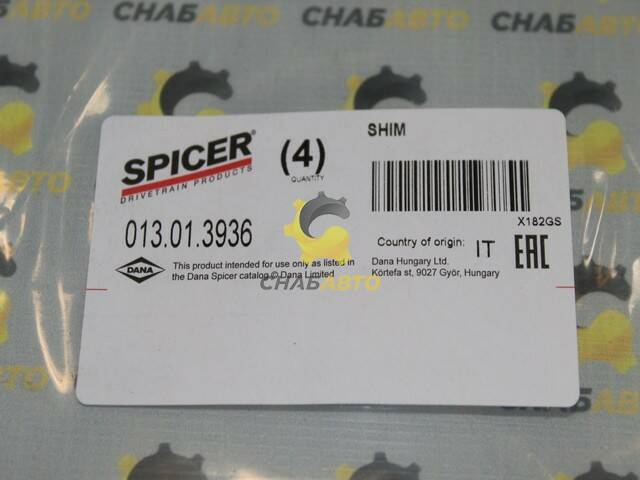 СНАБАВТО
СНАБАВТО
SPICER®
DRIVETRAIN PRODUCTS
(4)
QUANTITY
SHIM
X182GS
013.01.3936
Country of origin: IT
EAC
DANA
This product intended for use only as listed in
the Dana Spicer catalog © Dana Limited
Dana Hungary Ltd.
Körtefa st, 9027 Győr, Hungary
СНАБАВТО